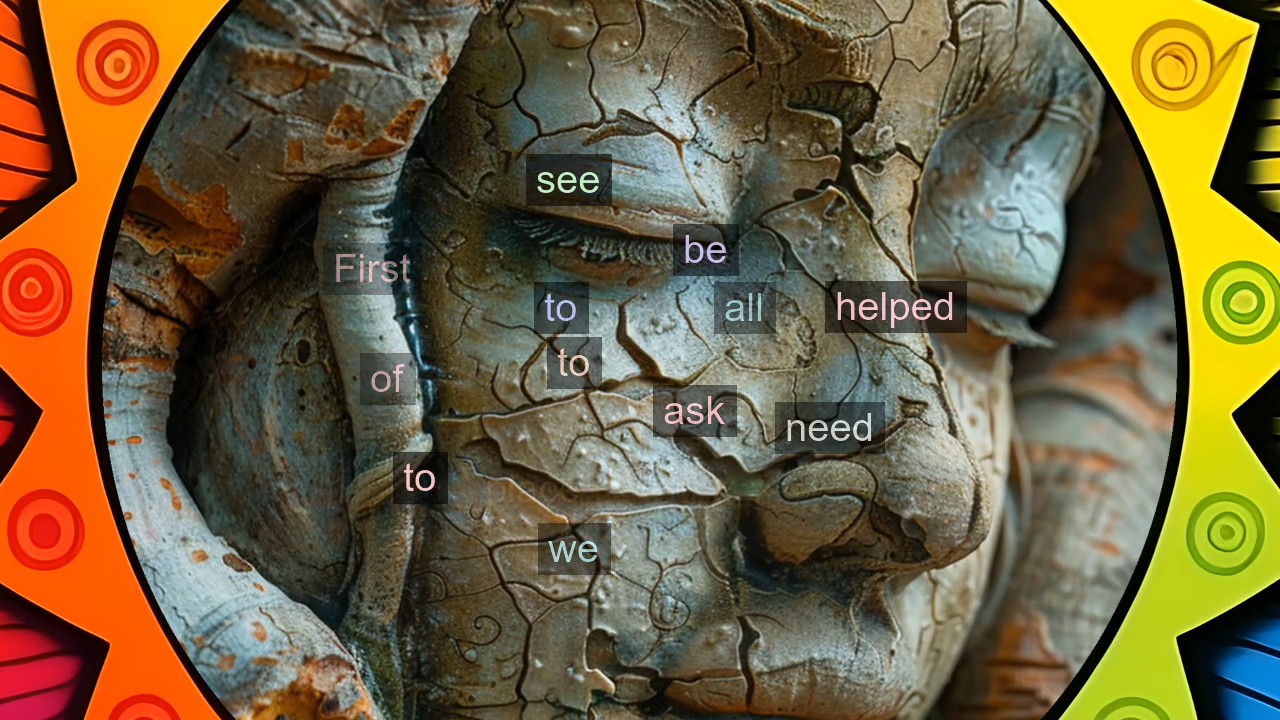 see
be
First
to all helped
to
of
ask
need
to
we